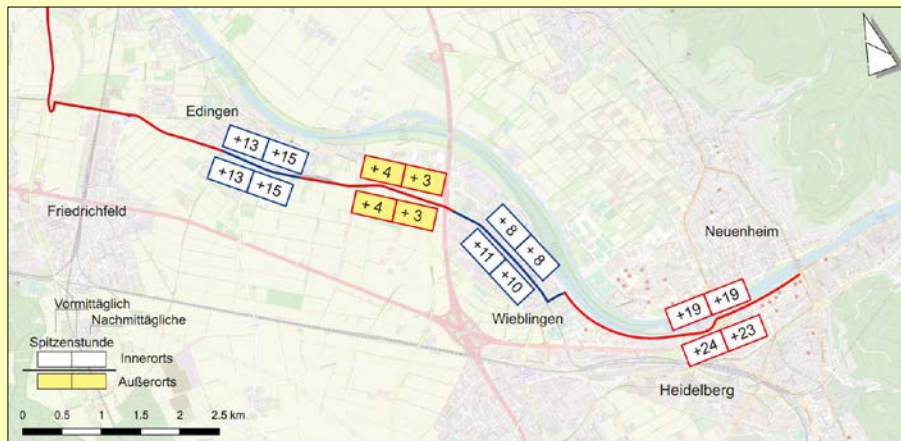 Edingen
+13 +15
+13 +15
+ 4 + 3
+ 4 + 3
Friedrichfeld
+ 8 + 8
+11 +10
Neuenheim
Wieblingen
+19 +19
+24 +23
Heidelberg
Vormittäglich
Nachmittägliche
Spitzenstunde
Innerorts
Außerorts
0 0.5 1 1.5 2 2.5 km